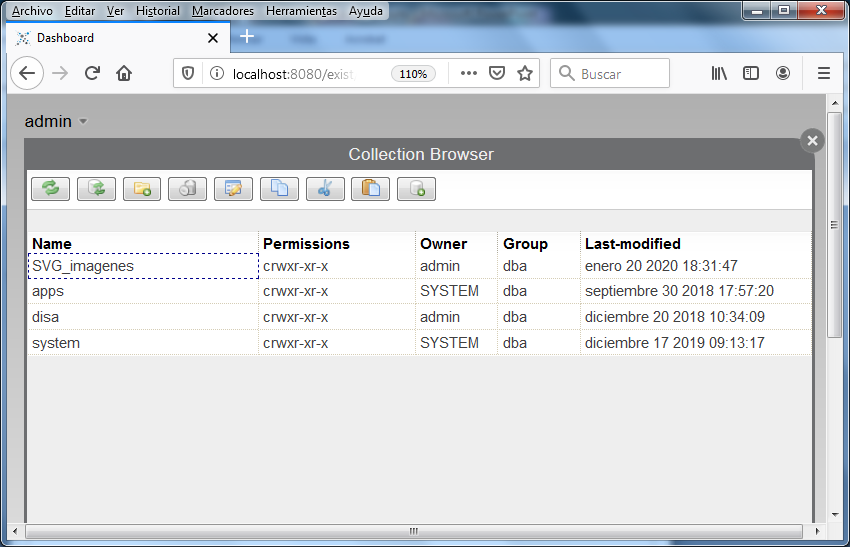 Archivo Editar Ver Historial Marcadores Herramientas Ayuda
Dashboard
localhost:8080/exist 110% Buscar
admin
Collection Browser
Name Permissions Owner Group Last-modified
SVG_imagenes crwxr-xr-x admin dba enero 20 2020 18:31:47
apps crwxr-xr-x SYSTEM dba septiembre 30 2018 17:57:20
disa crwxr-xr-x admin dba diciembre 20 2018 10:34:09
system crwxr-xr-x SYSTEM dba diciembre 17 2019 09:13:17